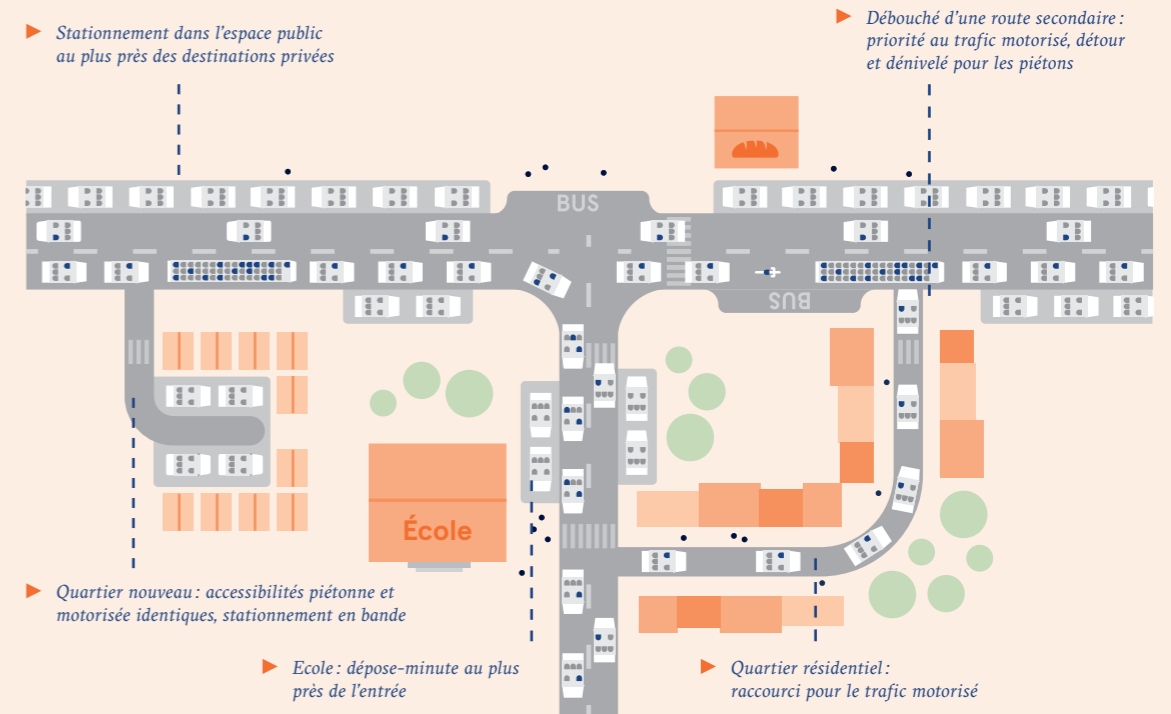 Stationnement dans l'espace public
au plus près des destinations privées
Débouché d'une route secondaire :
priorité au trafic motorisé, détour
et dénivelé pour les piétons
BUS
BUS
École
Quartier nouveau : accessibilités piétonne et
motorisée identiques, stationnement en bande
Ecole : dépose-minute au plus
près de l'entrée
Quartier résidentiel :
raccourci pour le trafic motorisé